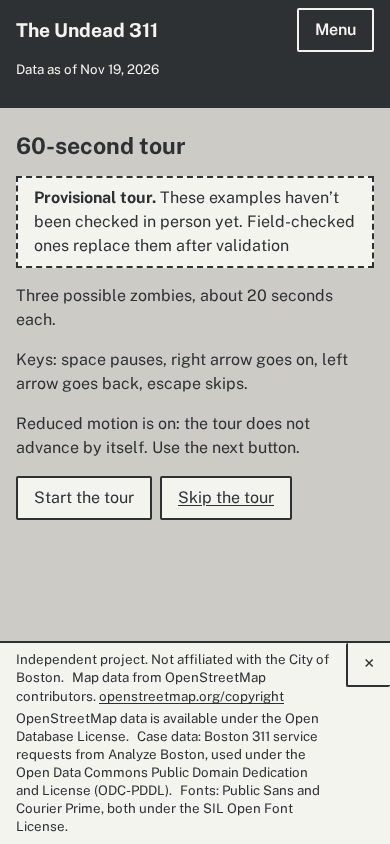 The Undead 311
Menu
Data as of Nov 19, 2026
60-second tour
Provisional tour. These examples haven’t
been checked in person yet. Field-checked
ones replace them after validation
Three possible zombies, about 20 seconds
each.
Keys: space pauses, right arrow goes on, left
arrow goes back, escape skips.
Reduced motion is on: the tour does not
advance by itself. Use the next button.
Start the tour
Skip the tour
Independent project. Not affiliated with the City of
Boston. Map data from OpenStreetMap
contributors. openstreetmap.org/copyright
OpenStreetMap data is available under the Open
Database License. Case data: Boston 311 service
requests from Analyze Boston, used under the
Open Data Commons Public Domain Dedication
and License (ODC-PDDL). Fonts: Public Sans and
Courier Prime, both under the SIL Open Font
License.
×